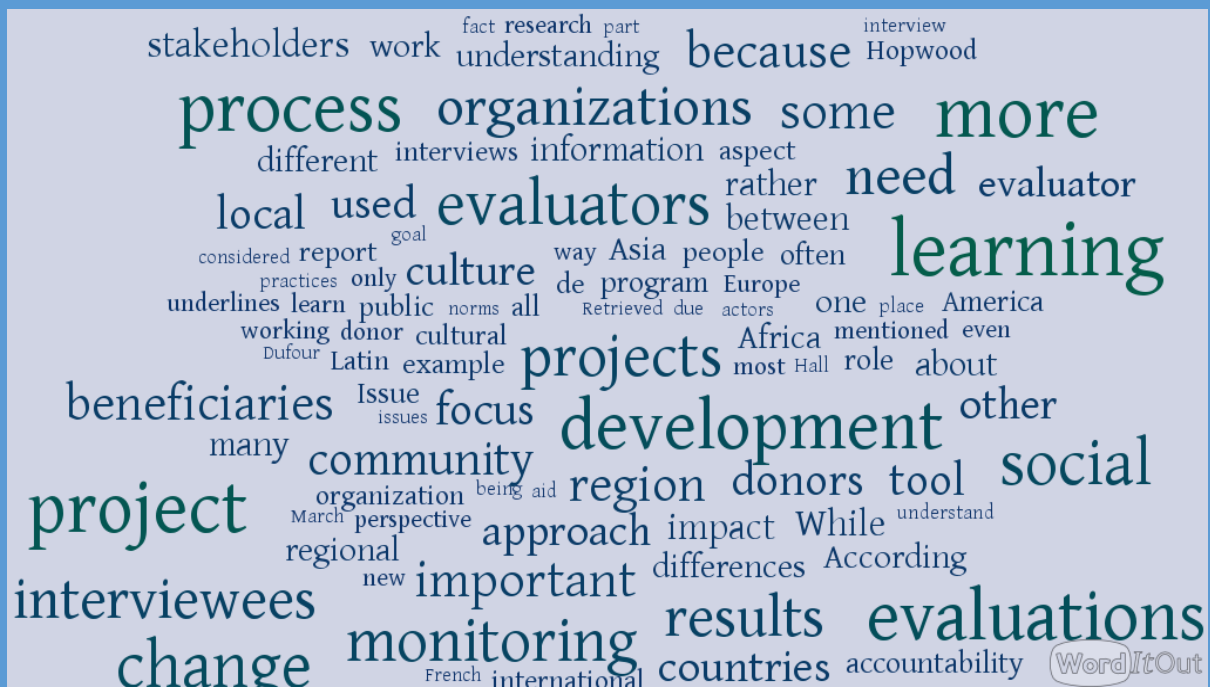 fact research part interview
stakeholders work understanding because Hopwood
process organizations some more
different interviews information aspect
local used evaluators rather need evaluator
between
goal learning
considered report way Asia people often
practices only culture de program Europe
underlines learn public norms all Retrieved due actors one place America
working donor cultural Africa mentioned even
Dufour Latin example projects most Hall role about
beneficiaries Issue focus other
issues development
many community social
organization being aid region donors tool
project March perspective approach impact While understand
regional differences According
new important
interviewees results evaluations
change monitoring
French international countries accountability
WordItOut